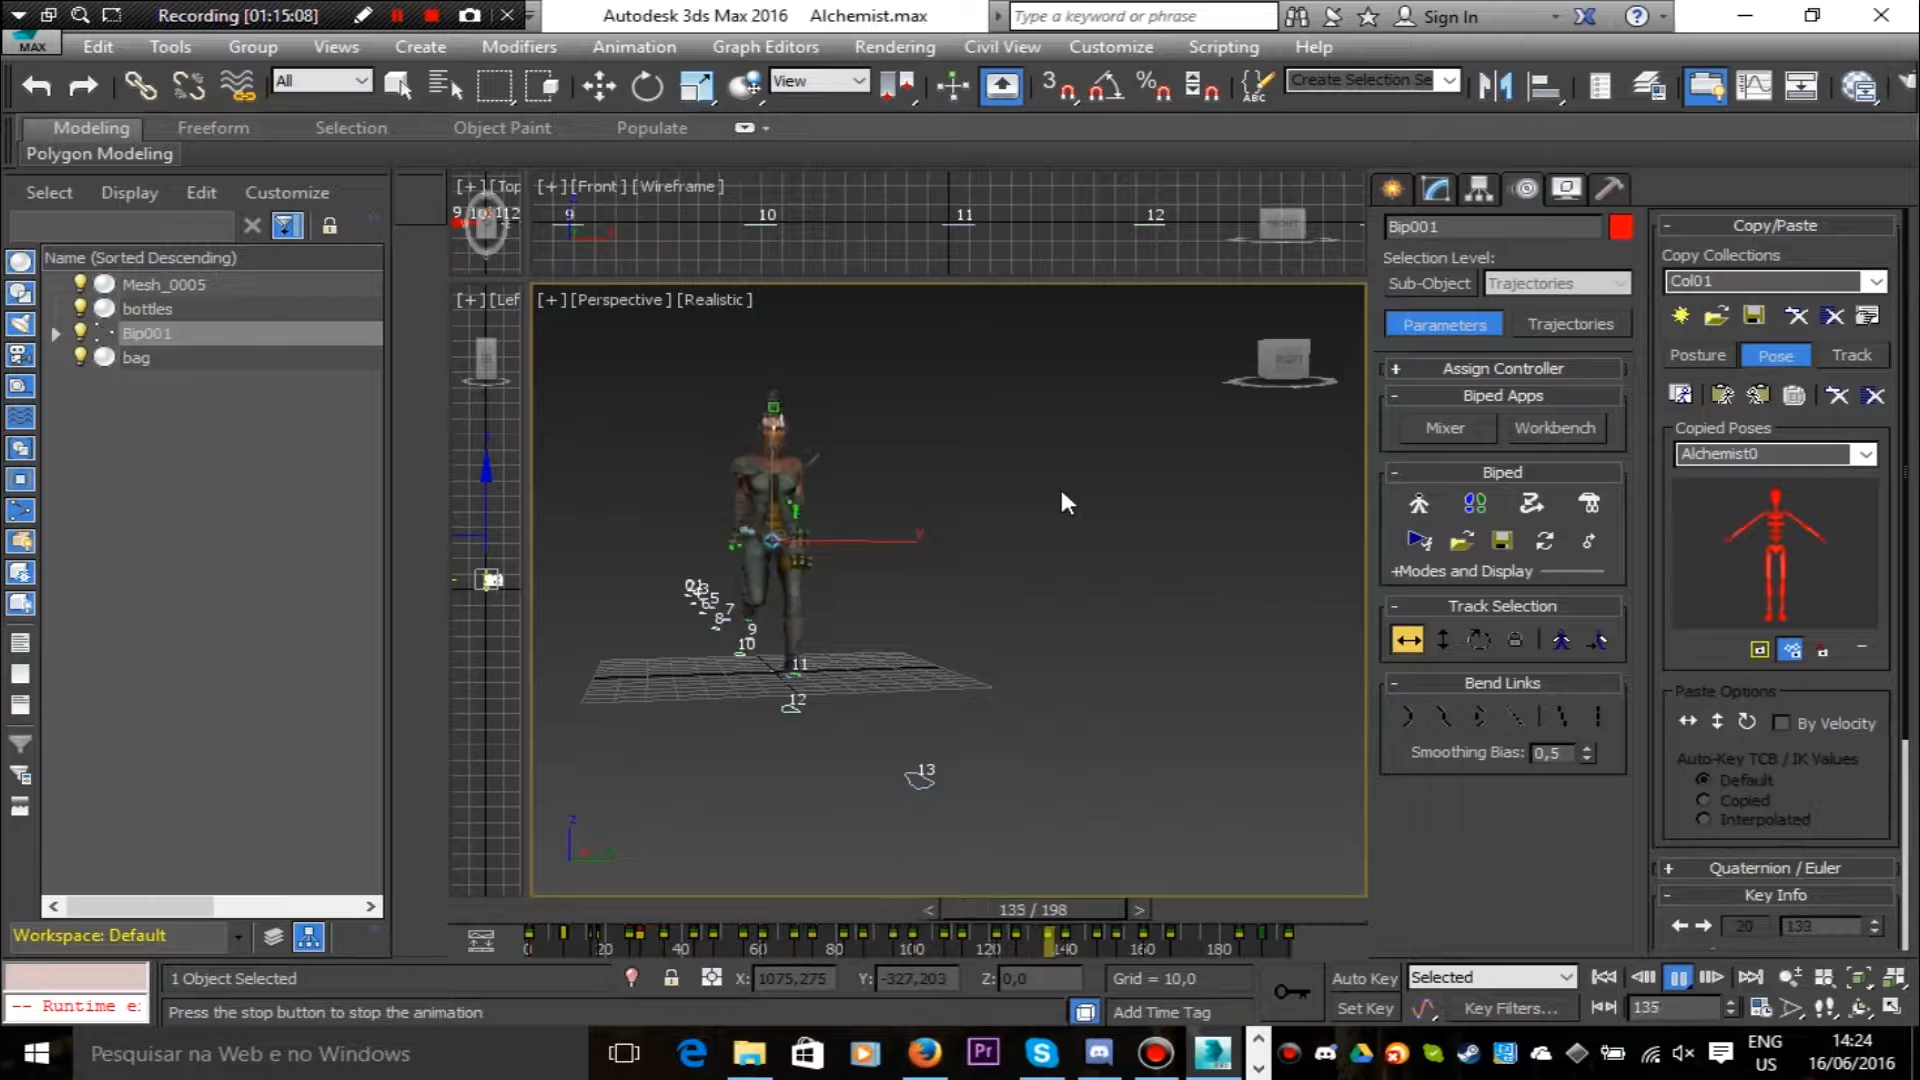 Recording [01:15:08]
Autodesk 3ds Max 2016 Alchemist.max
Type a keyword or phrase
Sign In
MAX
Edit Tools Group Views Create Modifiers Animation Graph Editors Rendering Civil View Customize Scripting Help
All
View
Create Selection Se
Modeling Freeform Selection Object Paint Populate
Polygon Modeling
Select Display Edit Customize
Name (Sorted Descending)
Mesh_0005
bottles
Bip001
bag
[+] [Top
[+] [Front ] [Wireframe ]
9 10 11 12
[+] [Lef
[+] [Perspective ] [Realistic ]
FRONT
5
6
7
8
9
10
11
12
13
z
y
Bip001
Selection Level:
Sub-Object Trajectories
Parameters Trajectories
+ Assign Controller
- Biped Apps
Mixer Workbench
- Biped
+Modes and Display
- Track Selection
- Bend Links
Smoothing Bias: 0,5
- Copy/Paste
Copy Collections
Col01
Posture Pose Track
Copied Poses
Alchemist0
Paste Options
By Velocity
Auto-Key TCB / IK Values
Default
Copied
Interpolated
+ Quaternion / Euler
- Key Info
20 139
< 135 / 198 >
0 20 40 60 80 100 120 140 160 180
Workspace: Default
1 Object Selected
X: 1075,275 Y: -327,203 Z: 0,0
Grid = 10,0
Auto Key Selected
-- Runtime e:
Press the stop button to stop the animation
Add Time Tag
Set Key Key Filters... 135
Pesquisar na Web e no Windows
Pr
ENG
US
14:24
16/06/2016